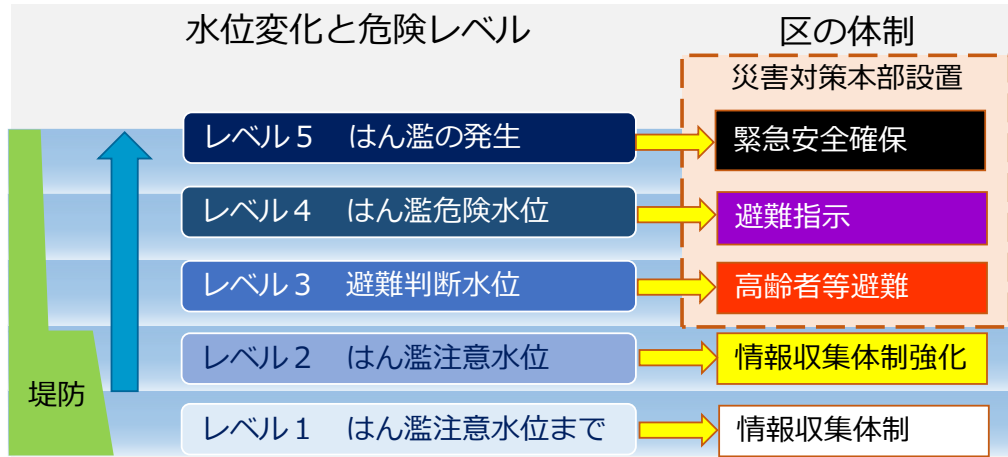 水位変化と危険レベル
区の体制
災害対策本部設置
レベル５　はん濫の発生
緊急安全確保
レベル４　はん濫危険水位
避難指示
レベル３　避難判断水位
高齢者等避難
レベル２　はん濫注意水位
情報収集体制強化
堤防
レベル１　はん濫注意水位まで
情報収集体制